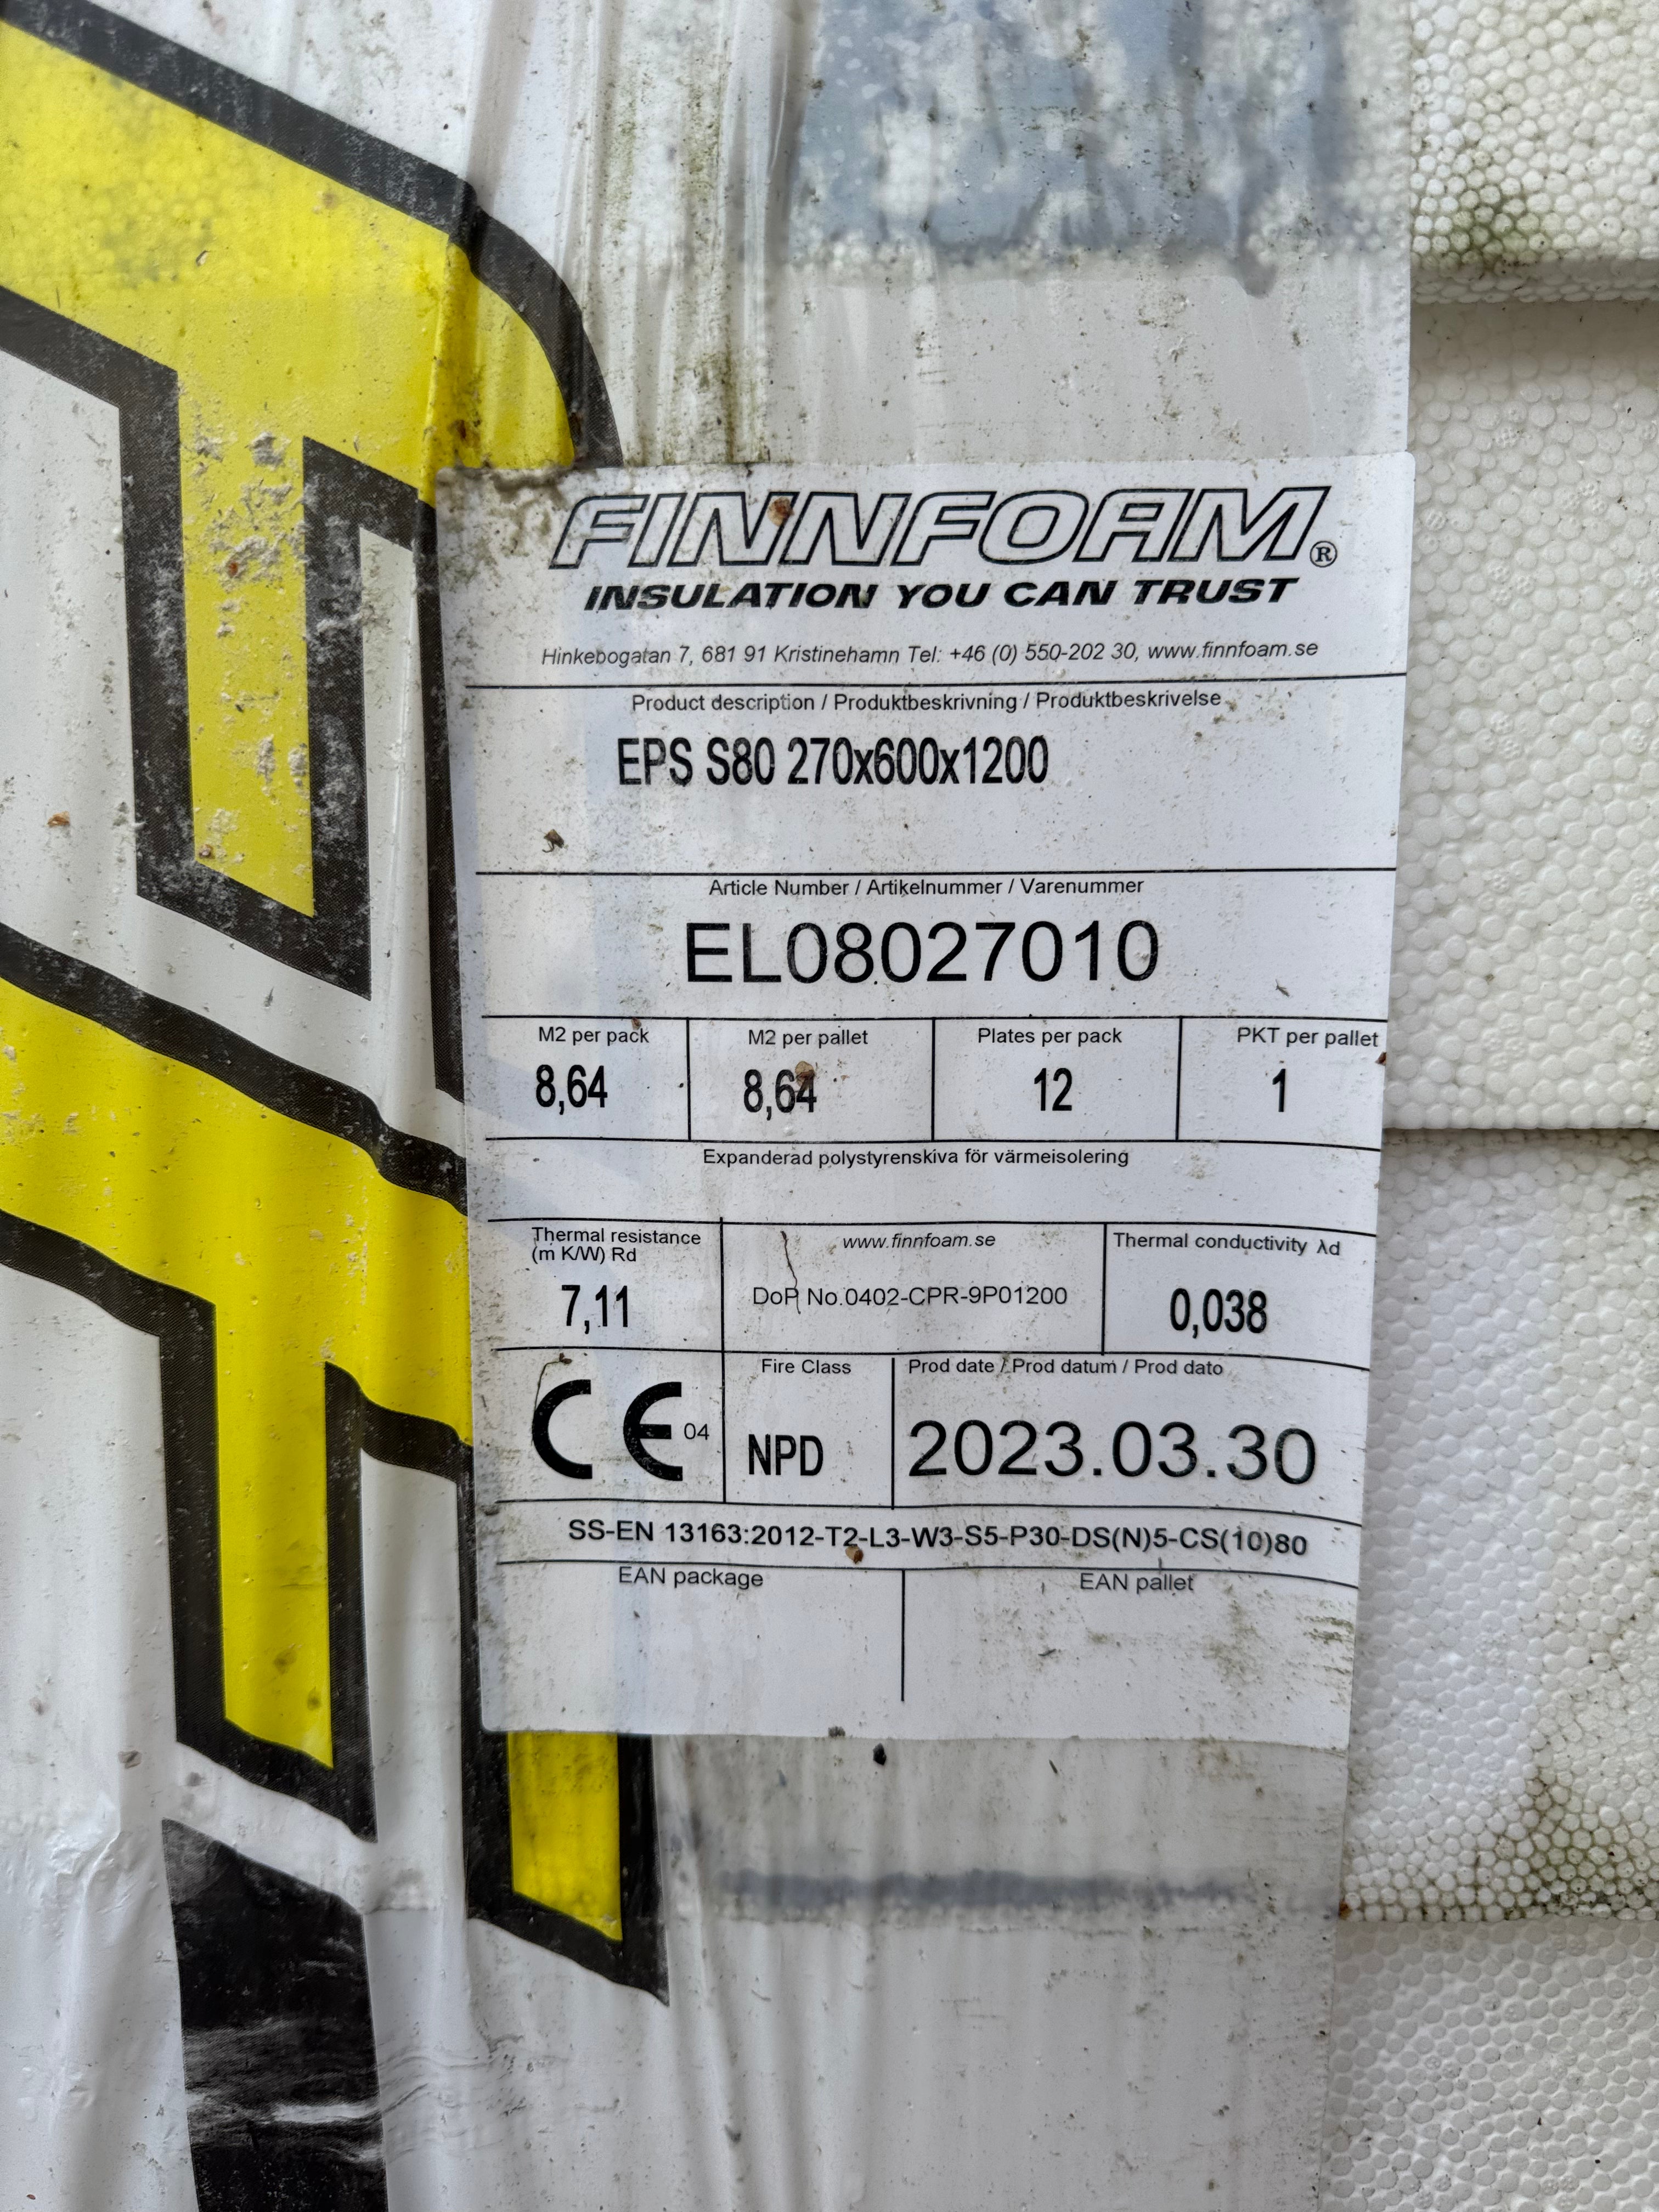 FINNFOAM®
INSULATION YOU CAN TRUST
Hinkebogatan 7, 681 91 Kristinehamn Tel: +46 (0) 550-202 30, www.finnfoam.se
Product description / Produktbeskrivning / Produktbeskrivelse
EPS S80 270x600x1200
Article Number / Artikelnummer / Varenummer
EL08027010
M2 per pack M2 per pallet Plates per pack PKT per pallet
8,64 8,64 12 1
Expanderad polystyrenskiva för värmeisolering
Thermal resistance
(m K/W) Rd
7,11
www.finnfoam.se
DoP No.0402-CPR-9P01200
Thermal conductivity λd
0,038
CE 04
Fire Class
NPD
Prod date / Prod datum / Prod dato
2023.03.30
SS-EN 13163:2012-T2-L3-W3-S5-P30-DS(N)5-CS(10)80
EAN package EAN pallet